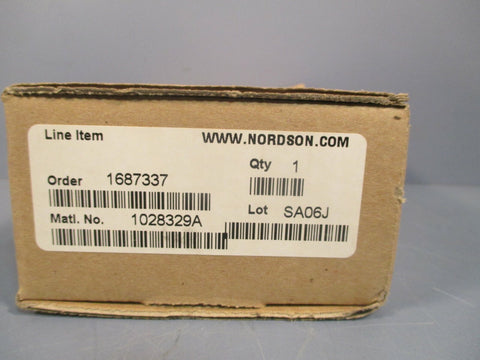 Line Item WWW.NORDSON.COM
Qty 1
Order 1687337
Lot SA06J
Matl. No. 1028329A